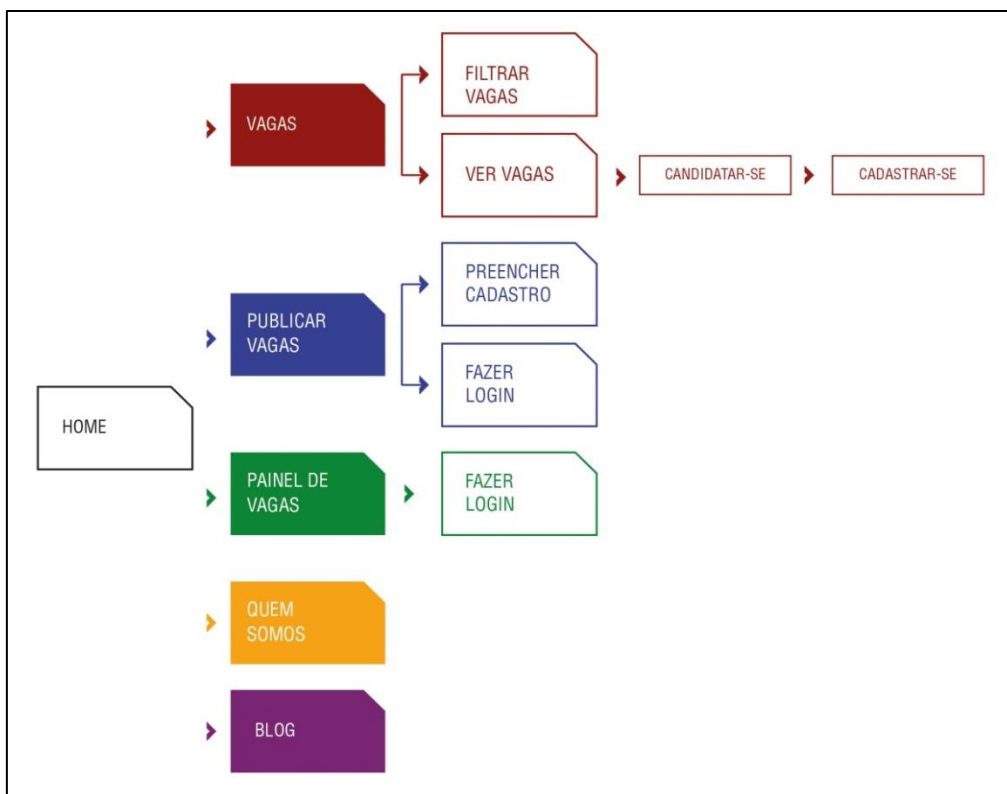 HOME
VAGAS
FILTRAR
VAGAS
VER VAGAS
CANDIDATAR-SE
CADASTRAR-SE
PUBLICAR
VAGAS
PREENCHER
CADASTRO
FAZER
LOGIN
PAINEL DE
VAGAS
FAZER
LOGIN
QUEM
SOMOS
BLOG